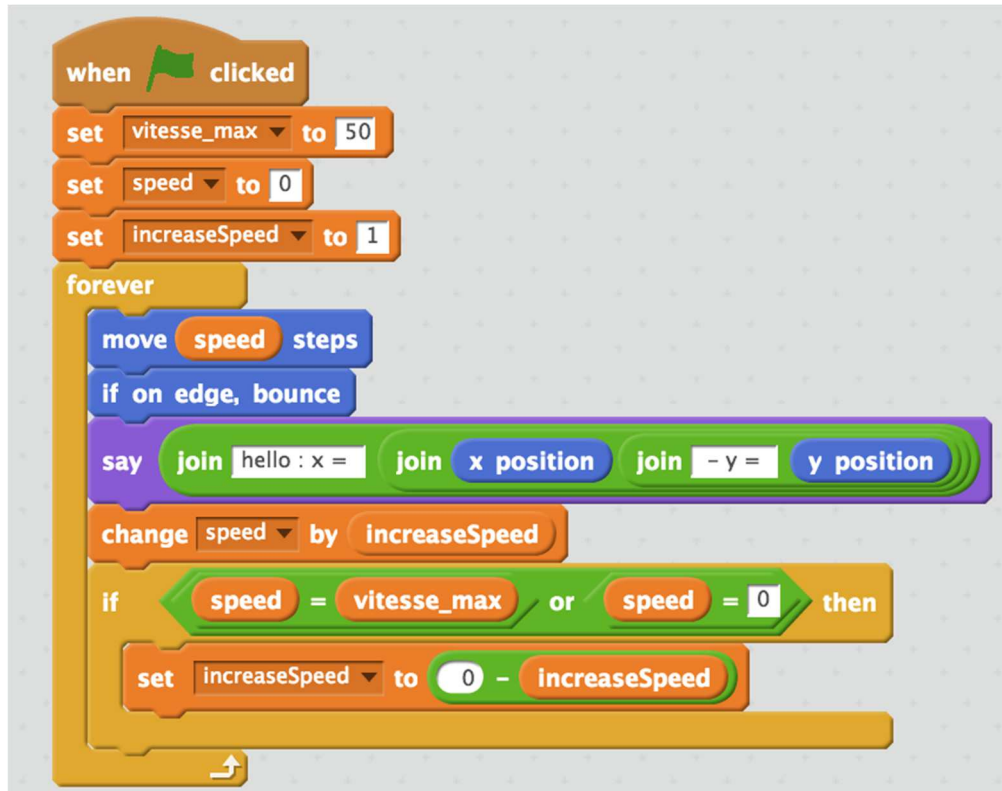 when clicked
set vitesse_max to 50
set speed to 0
set increaseSpeed to 1
forever
move speed steps
if on edge, bounce
say join hello : x = join x position join - y = y position
change speed by increaseSpeed
if speed = vitesse_max or speed = 0 then
set increaseSpeed to 0 - increaseSpeed